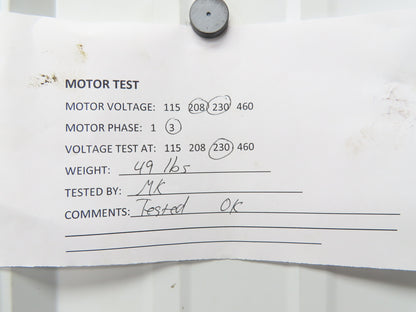 MOTOR TEST
MOTOR VOLTAGE: 115 208 230 460
MOTOR PHASE: 1 3
VOLTAGE TEST AT: 115 208 230 460
WEIGHT: 49 lbs
TESTED BY: MK
COMMENTS: Tested OK